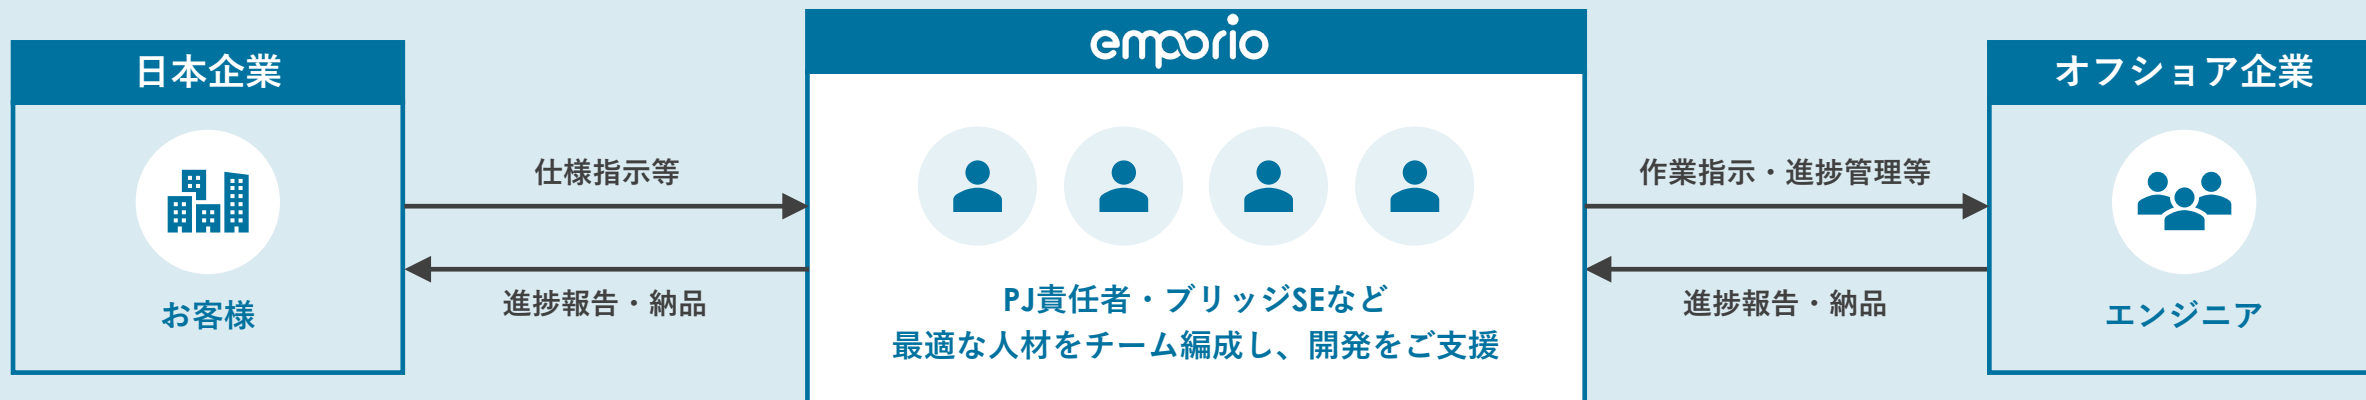 日本企業
お客様
仕様指示等
進捗報告・納品
emporio
PJ責任者・ブリッジSEなど
最適な人材をチーム編成し、開発をご支援
作業指示・進捗管理等
進捗報告・納品
オフショア企業
エンジニア